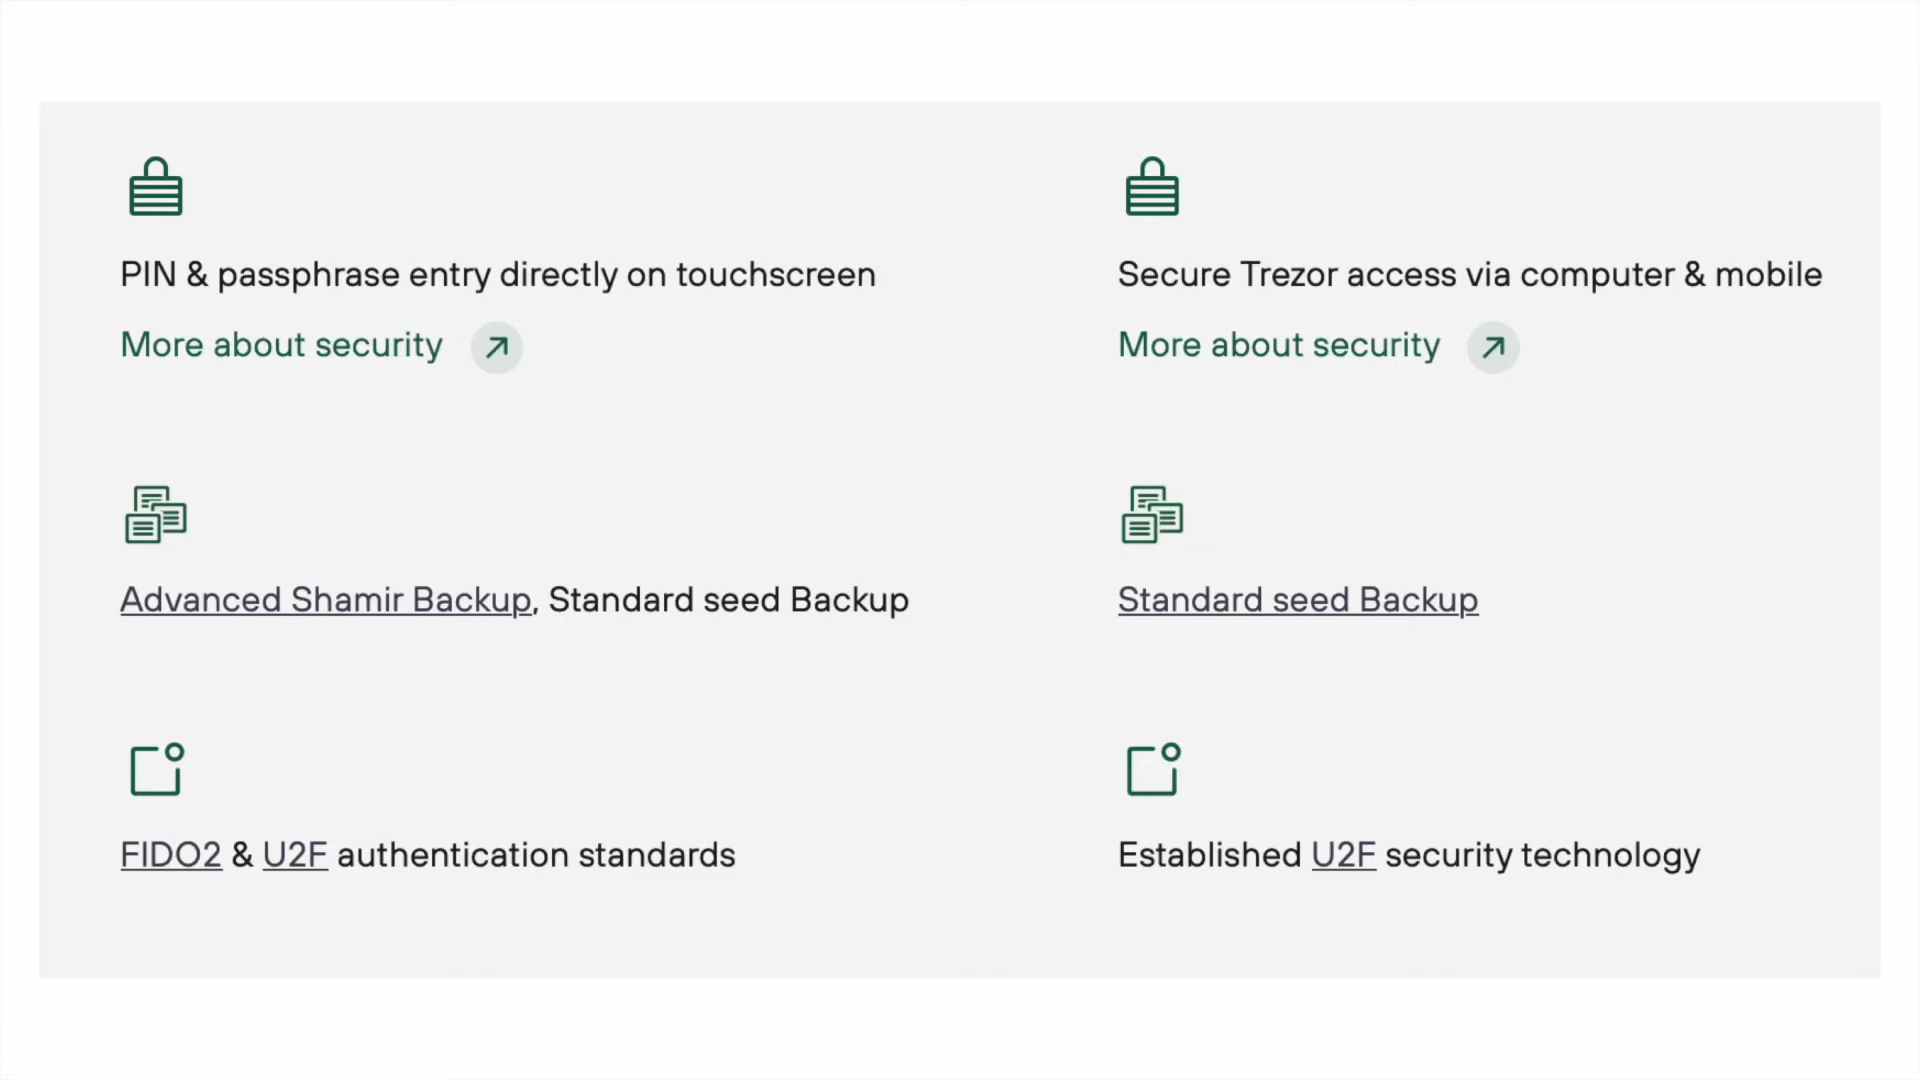 PIN & passphrase entry directly on touchscreen
More about security
Advanced Shamir Backup, Standard seed Backup
FIDO2 & U2F authentication standards
Secure Trezor access via computer & mobile
More about security
Standard seed Backup
Established U2F security technology